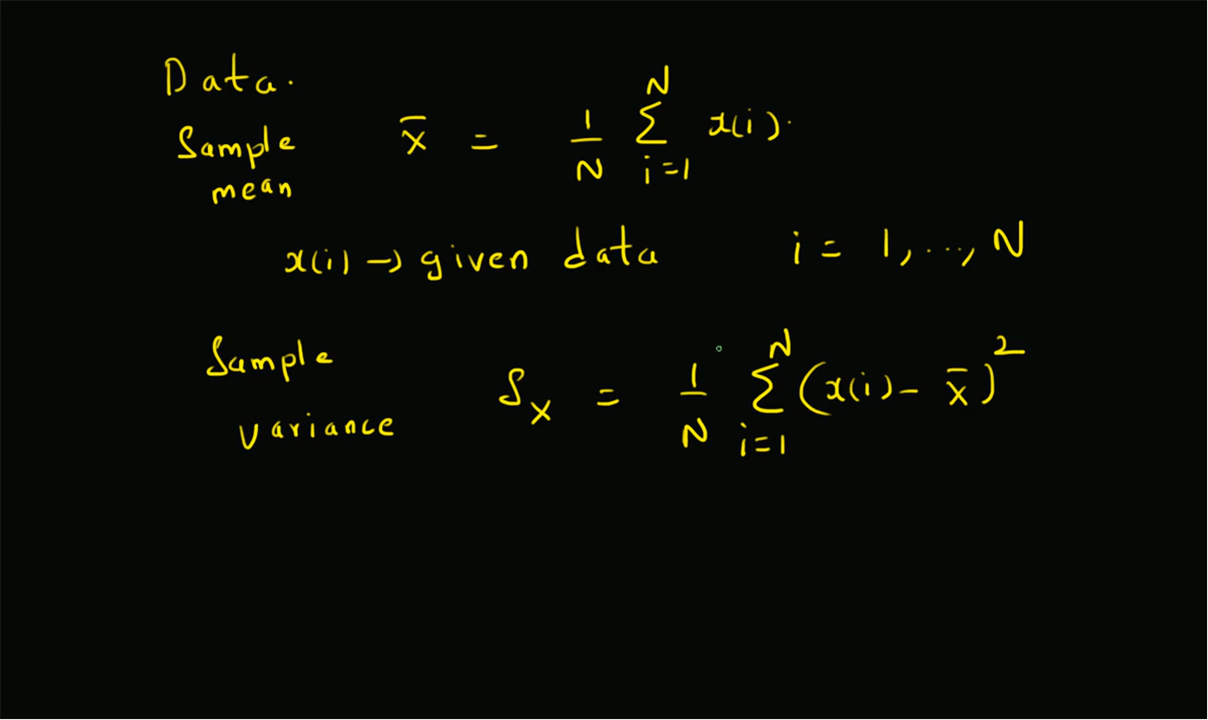 Data.
Sample mean x̄ = 1/N ∑_{i=1}^{N} x(i).
x(i) → given data i = 1, ..., N
Sample variance S_X = 1/N ∑_{i=1}^{N} (x(i) - x̄)²